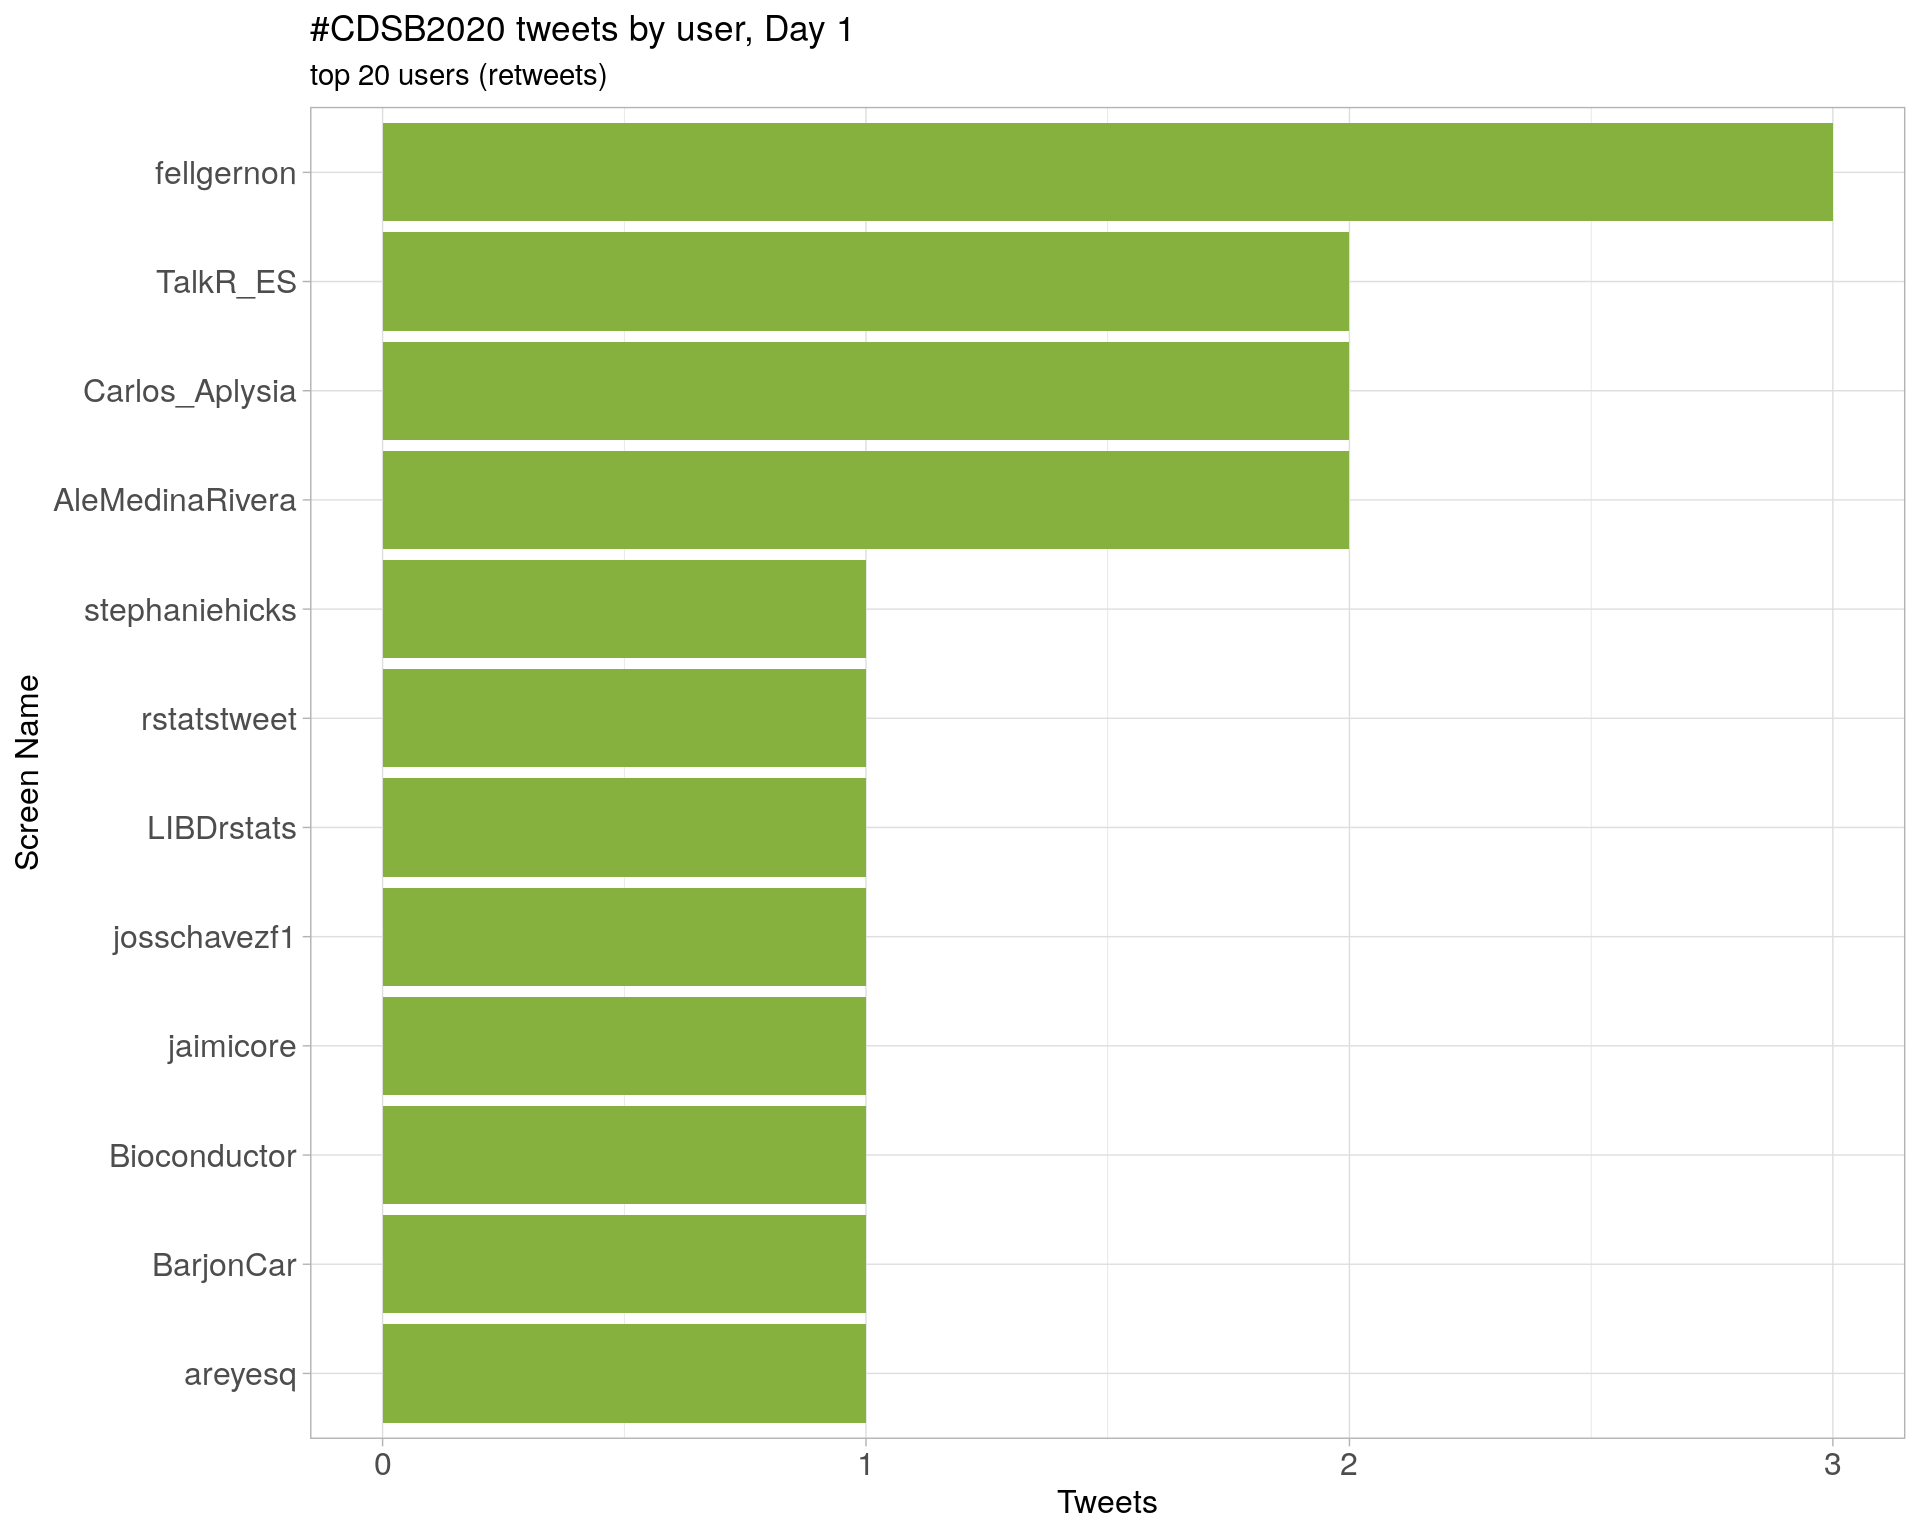 #CDSB2020 tweets by user, Day 1
top 20 users (retweets)
Screen Name
fellgernon
TalkR_ES
Carlos_Aplysia
AleMedinaRivera
stephaniehicks
rstatstweet
LIBDrstats
josschavezf1
jaimicore
Bioconductor
BarjonCar
areyesq
0 1 2 3
Tweets